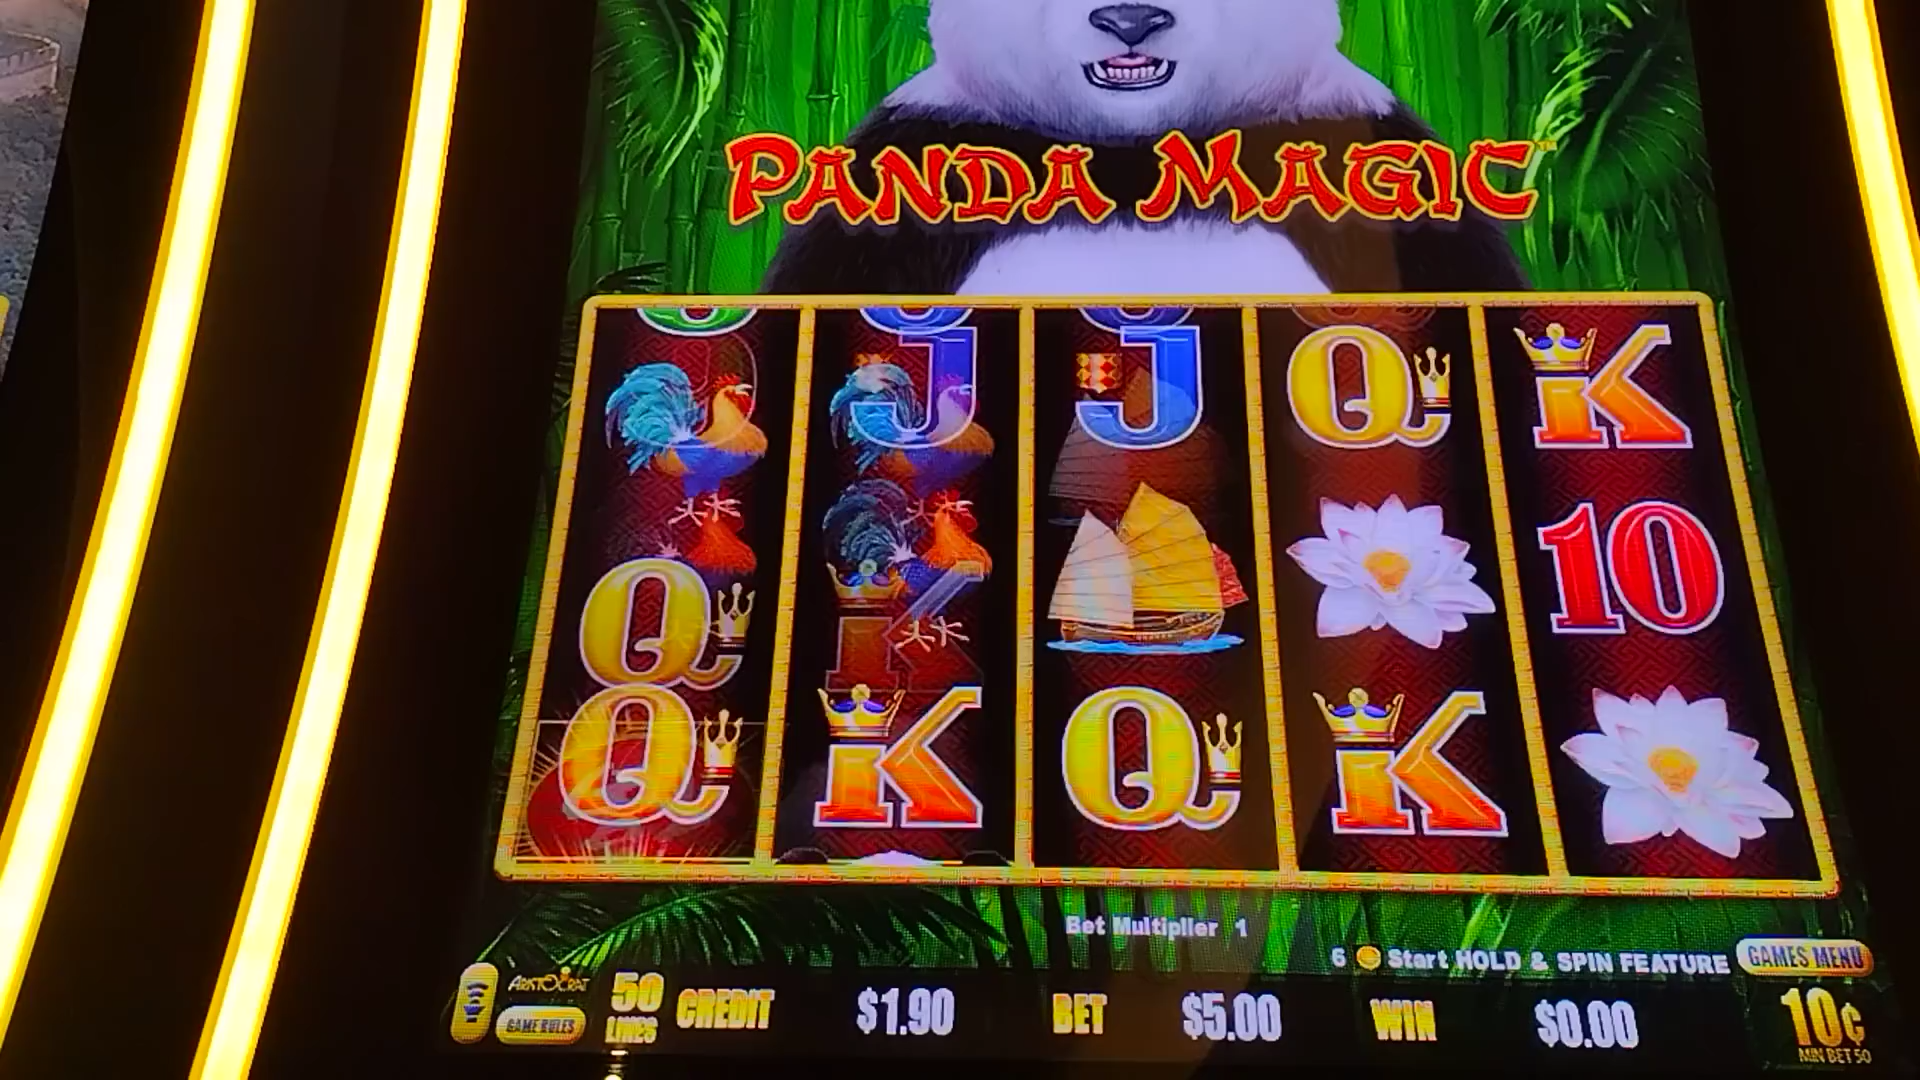 PANDA MAGIC™
J J Q K
10
Q K
Q K Q K
Bet Multiplier 1
6 Start HOLD & SPIN FEATURE GAMES MENU
ARISTOCRAT
GAME RULES
50 LINES CREDIT $1.90 BET $5.00 WIN $0.00 10¢
MIN BET 50